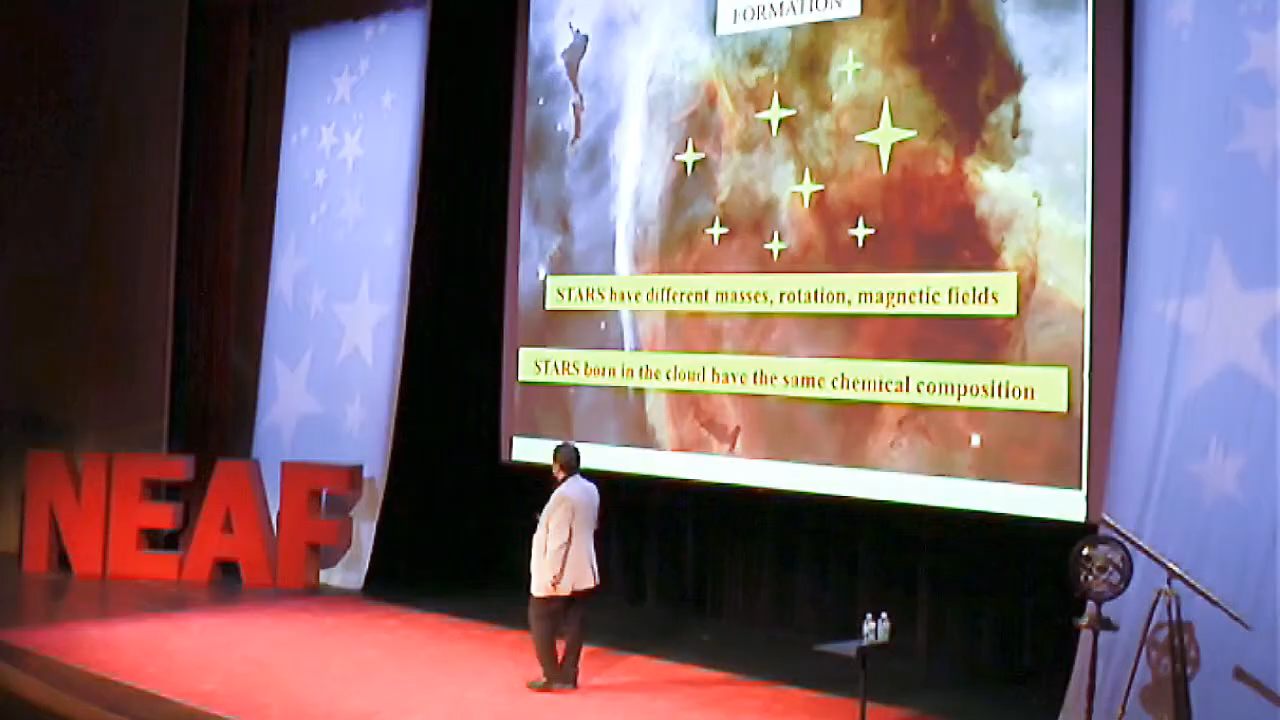 FORMATION
STARS have different masses, rotation, magnetic fields
STARS born in the cloud have the same chemical composition
NEAF